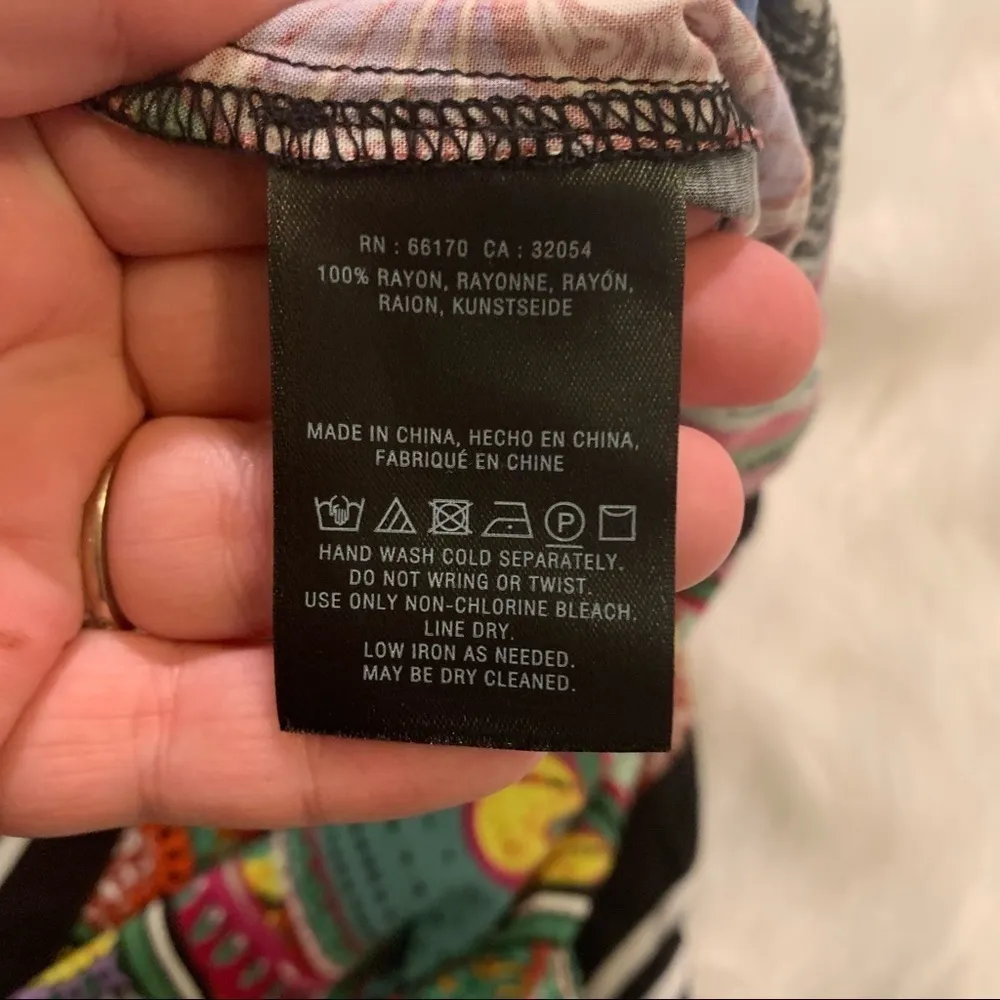 RN : 66170 CA : 32054
100% RAYON, RAYONNE, RAYÓN,
RAION, KUNSTSEIDE
MADE IN CHINA, HECHO EN CHINA,
FABRIQUÉ EN CHINE
P
HAND WASH COLD SEPARATELY.
DO NOT WRING OR TWIST.
USE ONLY NON-CHLORINE BLEACH.
LINE DRY.
LOW IRON AS NEEDED.
MAY BE DRY CLEANED.